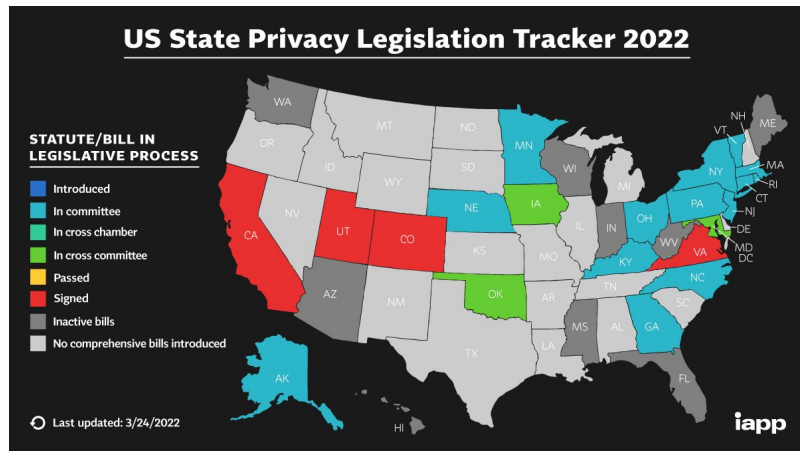 US State Privacy Legislation Tracker 2022
STATUTE/BILL IN
LEGISLATIVE PROCESS
Introduced
In committee
In cross chamber
In cross committee
Passed
Signed
Inactive bills
No comprehensive bills introduced
WA
OR
CA
NV
ID
MT
WY
UT
CO
AZ
NM
ND
SD
NE
KS
OK
TX
MN
IA
MO
AR
LA
WI
IL
MI
IN
OH
KY
TN
MS
AL
GA
FL
SC
NC
VA
WV
PA
NY
VT
NH
ME
MA
RI
CT
NJ
DE
MD
DC
AK
HI
Last updated: 3/24/2022
iapp